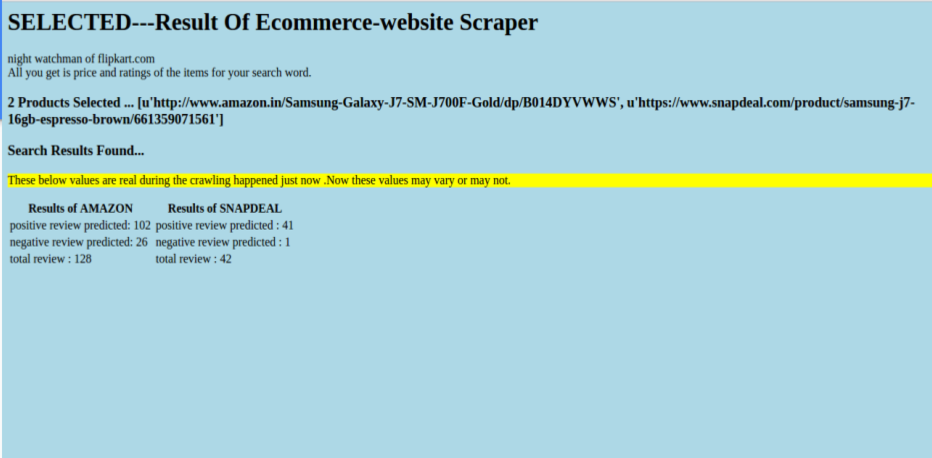 SELECTED---Result Of Ecommerce-website Scraper
night watchman of flipkart.com
All you get is price and ratings of the items for your search word.
2 Products Selected ... [u'http://www.amazon.in/Samsung-Galaxy-J7-SM-J700F-Gold/dp/B014DYVWWS', u'https://www.snapdeal.com/product/samsung-j7-
16gb-espresso-brown/661359071561']
Search Results Found...
These below values are real during the crawling happened just now .Now these values may vary or may not.
Results of AMAZON Results of SNAPDEAL
positive review predicted: 102 positive review predicted : 41
negative review predicted: 26 negative review predicted : 1
total review : 128 total review : 42